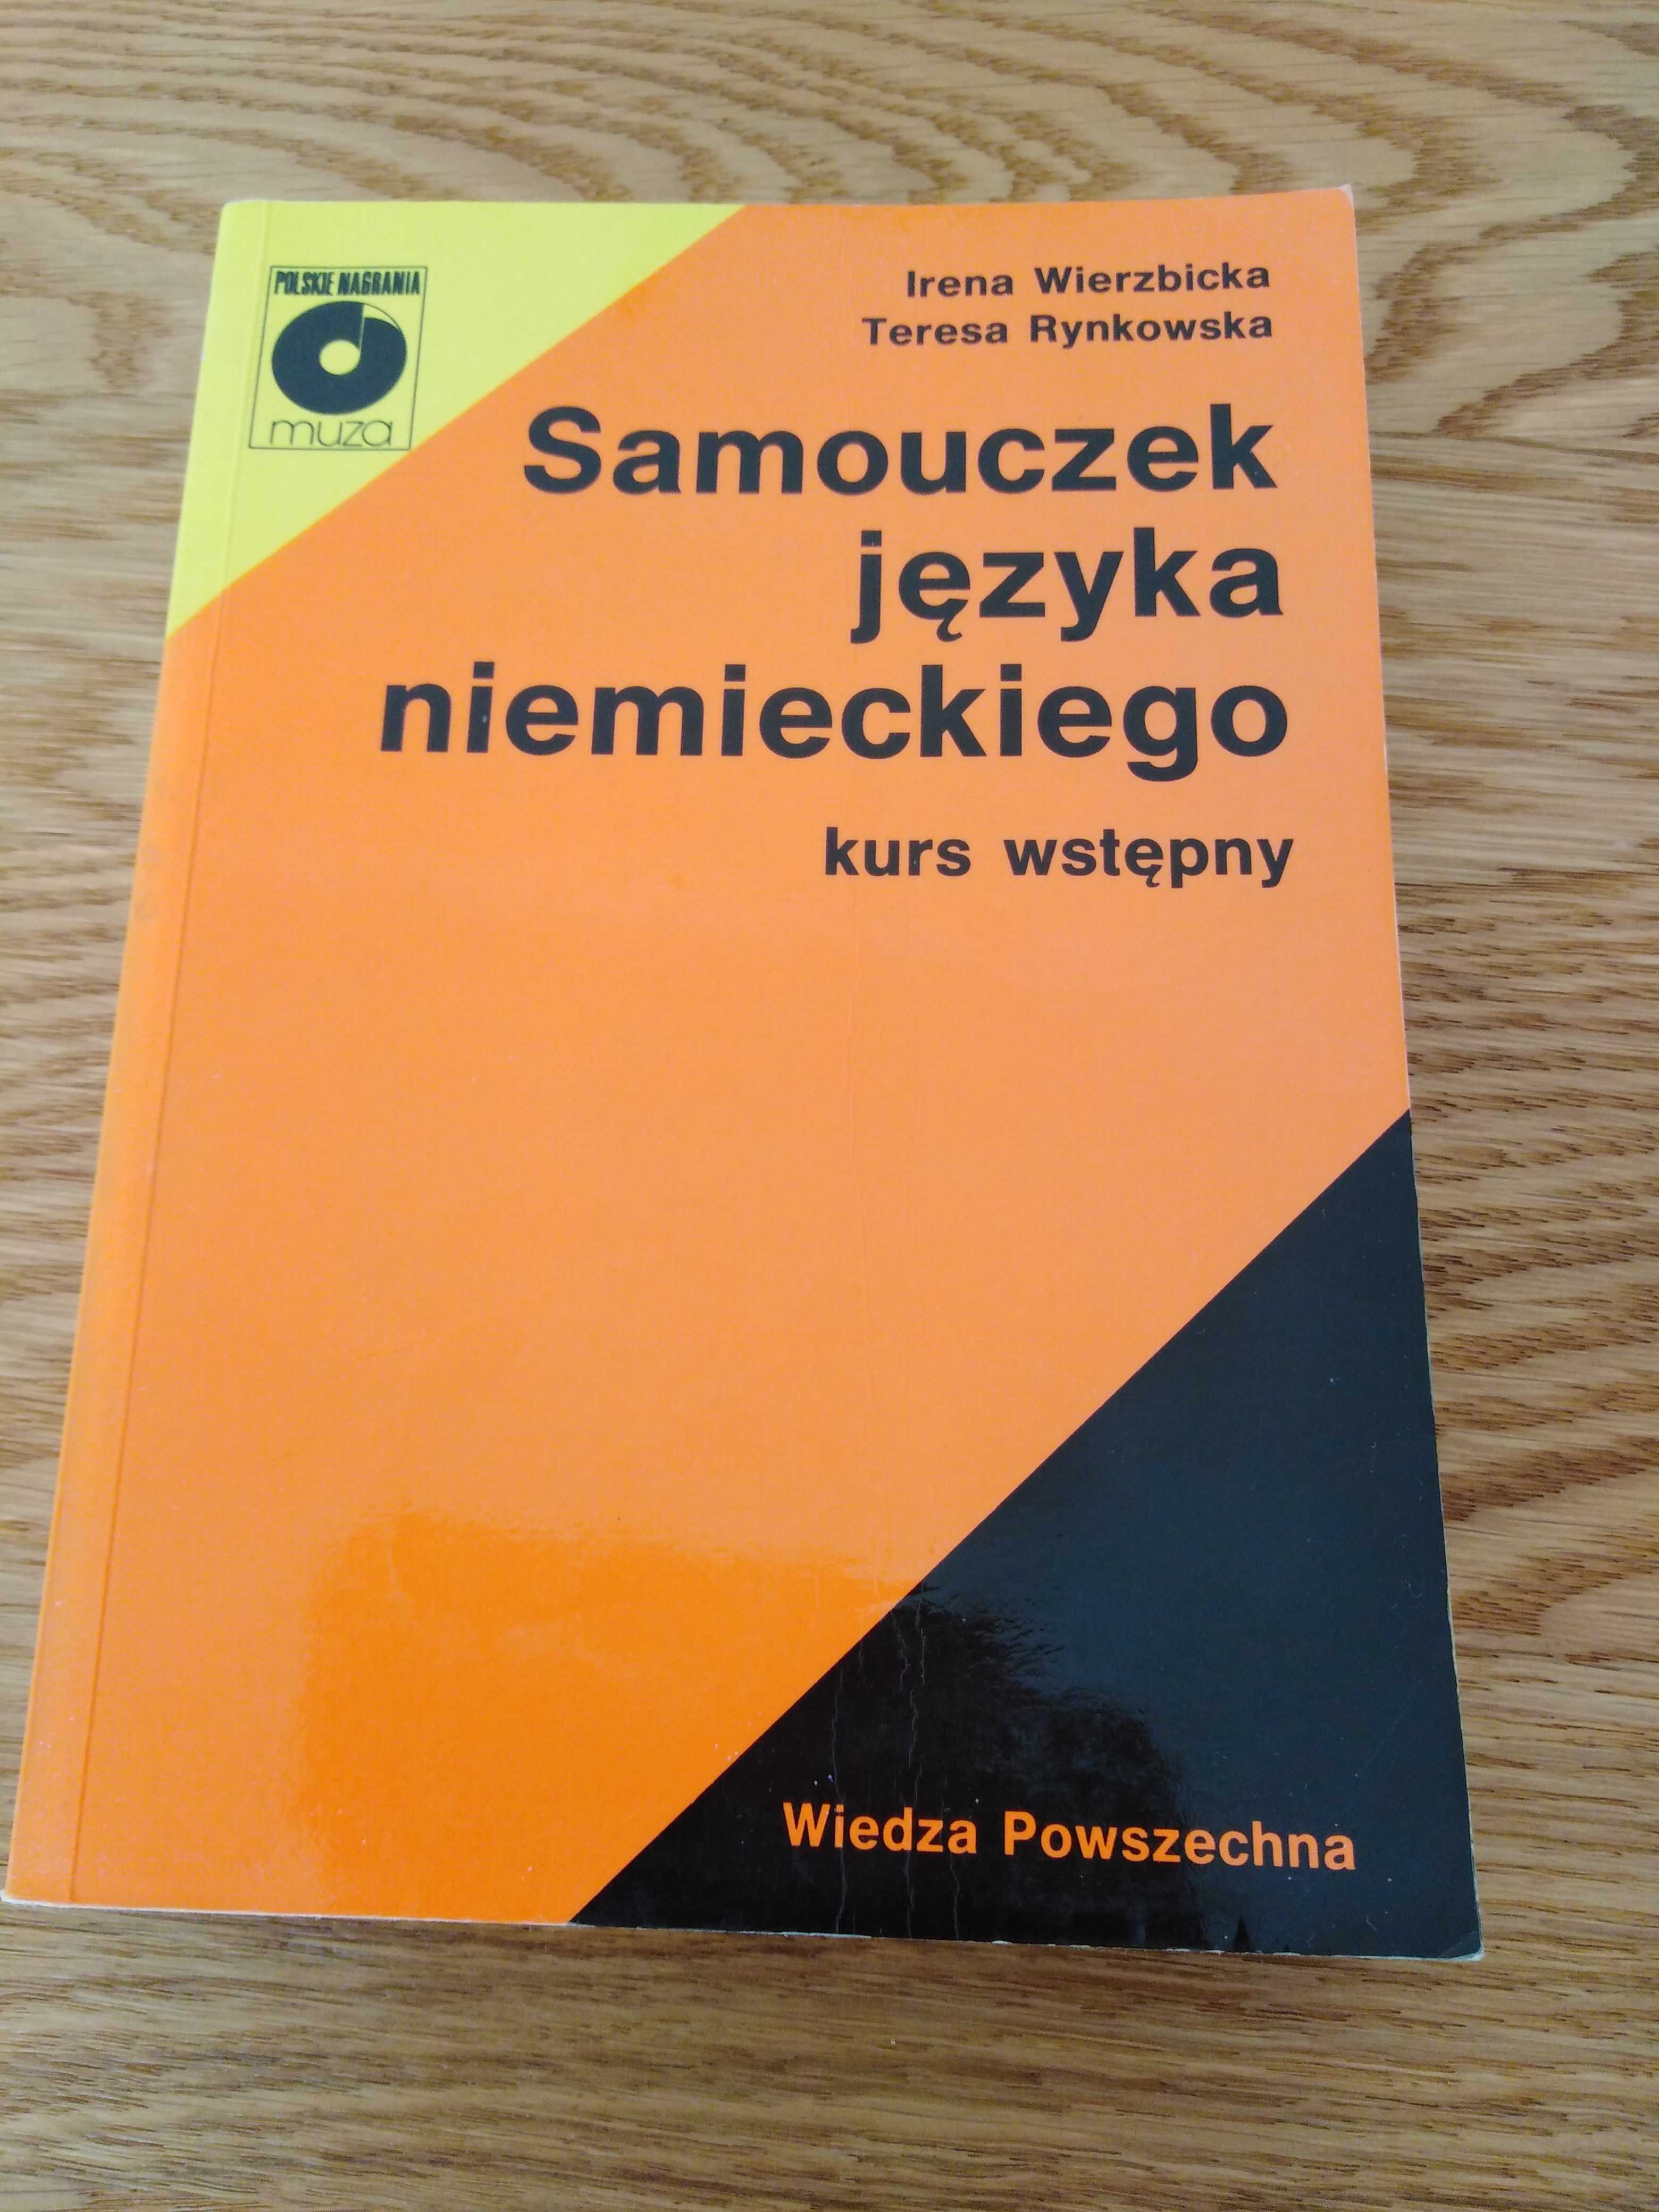 POLSKIE NAGRANIA
muza
Irena Wierzbicka
Teresa Rynkowska
Samouczek
języka
niemieckiego
kurs wstępny
Wiedza Powszechna